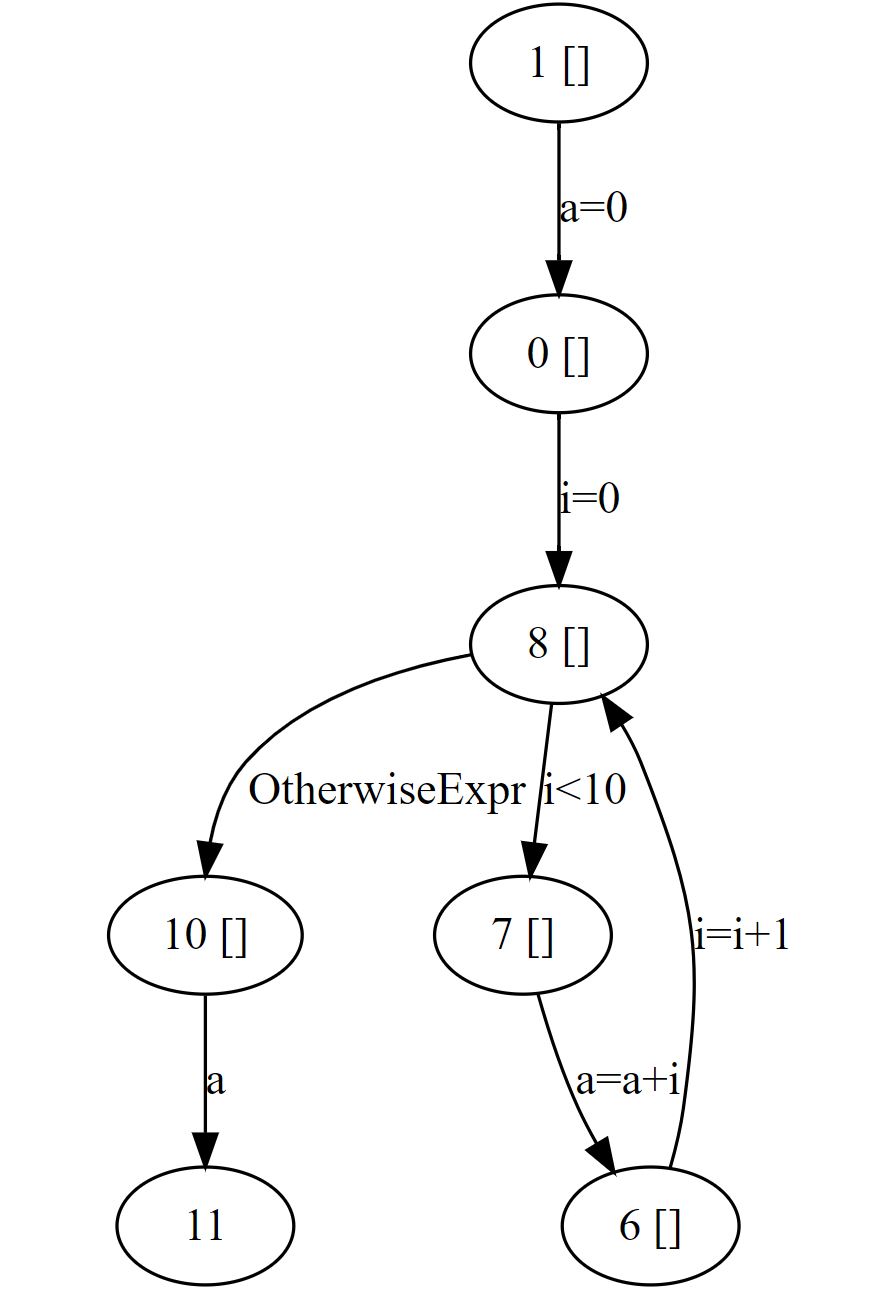 1 []
a=0
0 []
i=0
8 []
OtherwiseExpr
i<10
10 []
7 []
i=i+1
a
a=a+i
11
6 []